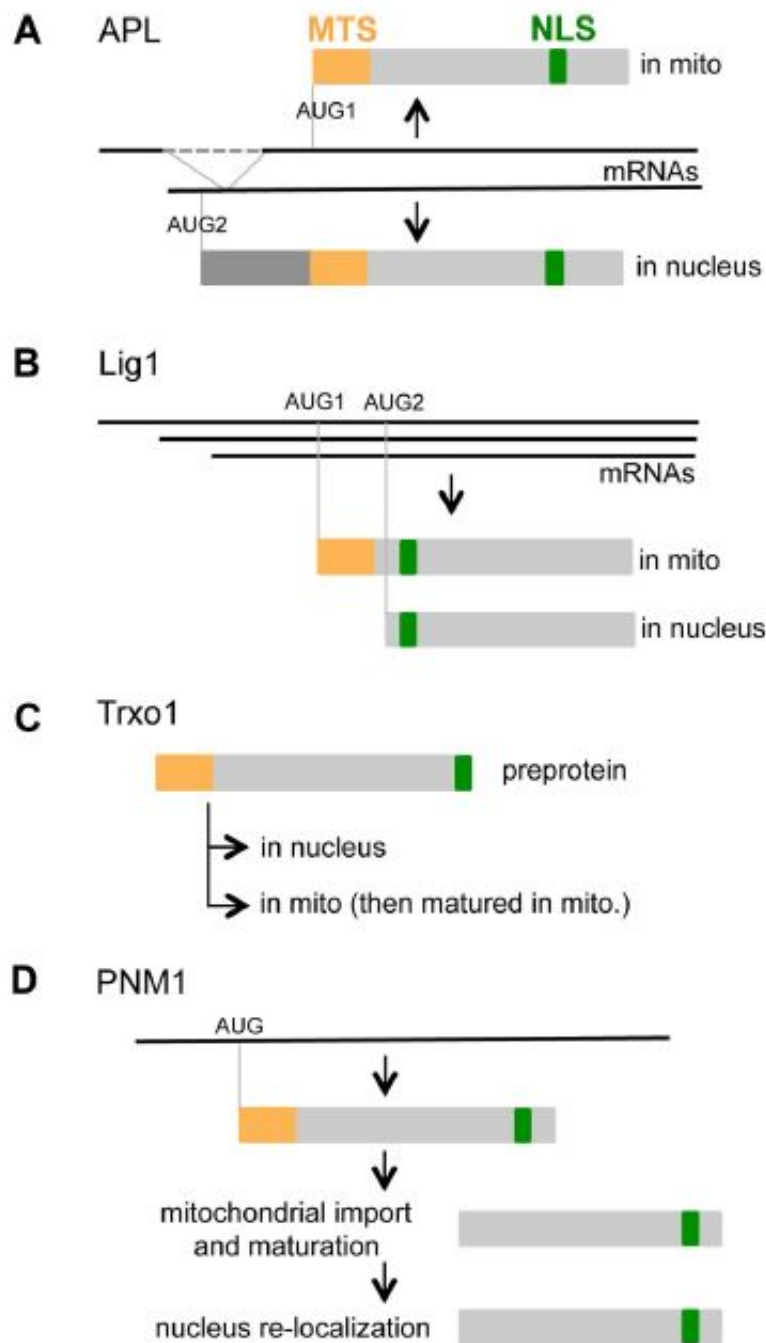 A APL MTS NLS
in mito
AUG1
mRNAs
AUG2
in nucleus
B Lig1
AUG1 AUG2
mRNAs
in mito
in nucleus
C Trxo1
preprotein
in nucleus
in mito (then matured in mito.)
D PNM1
AUG
mitochondrial import
and maturation
nucleus re-localization